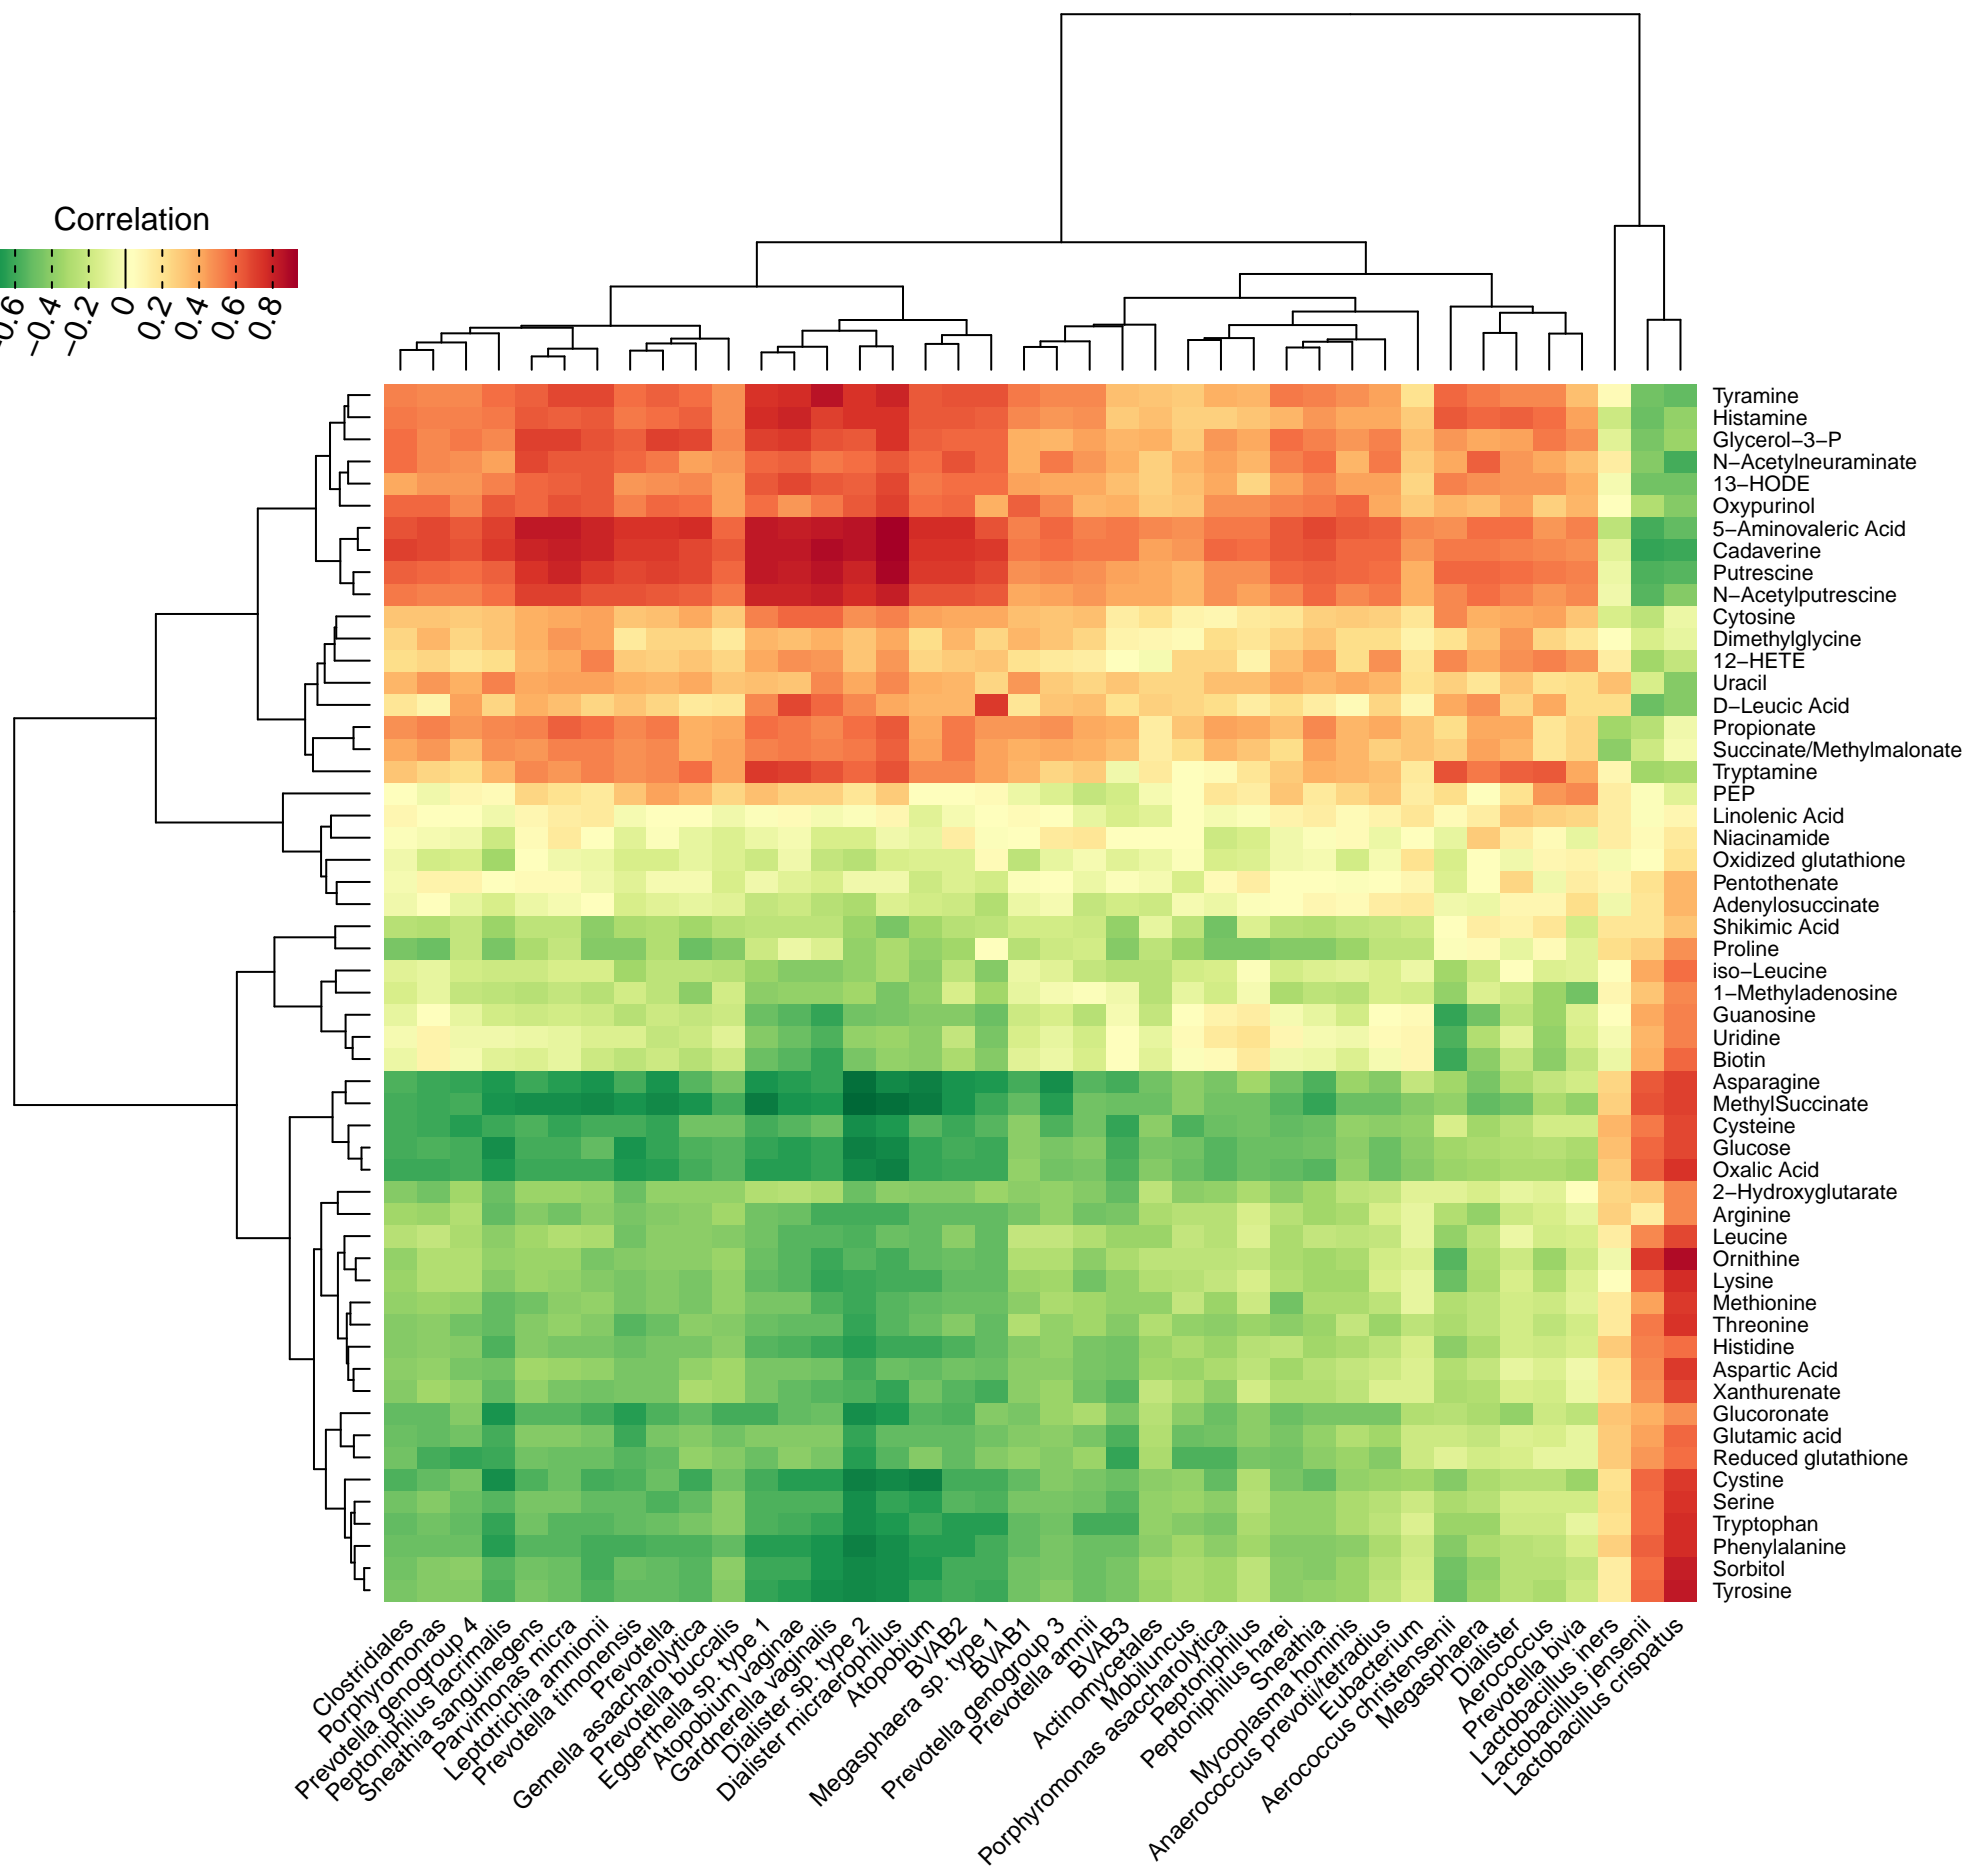 Correlation
−0.6
−0.4
−0.2
0
0.2
0.4
0.6
0.8
Tyramine
Histamine
Glycerol−3−P
N−Acetylneuraminate
13−HODE
Oxypurinol
5−Aminovaleric Acid
Cadaverine
Putrescine
N−Acetylputrescine
Cytosine
Dimethylglycine
12−HETE
Uracil
D−Leucic Acid
Propionate
Succinate/Methylmalonate
Tryptamine
PEP
Linolenic Acid
Niacinamide
Oxidized glutathione
Pentothenate
Adenylosuccinate
Shikimic Acid
Proline
iso−Leucine
1−Methyladenosine
Guanosine
Uridine
Biotin
Asparagine
MethylSuccinate
Cysteine
Glucose
Oxalic Acid
2−Hydroxyglutarate
Arginine
Leucine
Ornithine
Lysine
Methionine
Threonine
Histidine
Aspartic Acid
Xanthurenate
Glucoronate
Glutamic acid
Reduced glutathione
Cystine
Serine
Tryptophan
Phenylalanine
Sorbitol
Tyrosine
Clostridiales
Porphyromonas
Prevotella genogroup 4
Peptoniphilus lacrimalis
Sneathia sanguinegens
Parvimonas micra
Leptotrichia amnionii
Prevotella timonensis
Prevotella
Gemella asaccharolytica
Prevotella buccalis
Eggerthella sp. type 1
Atopobium vaginae
Gardnerella vaginalis
Dialister sp. type 2
Dialister micraerophilus
Atopobium
BVAB2
Megasphaera sp. type 1
BVAB1
Prevotella genogroup 3
Prevotella amnii
BVAB3
Actinomycetales
Mobiluncus
Porphyromonas asaccharolytica
Peptoniphilus
Peptoniphilus harei
Sneathia
Mycoplasma hominis
Anaerococcus prevotii/tetradius
Eubacterium
Aerococcus christensenii
Megasphaera
Dialister
Aerococcus
Prevotella bivia
Lactobacillus iners
Lactobacillus jensenii
Lactobacillus crispatus